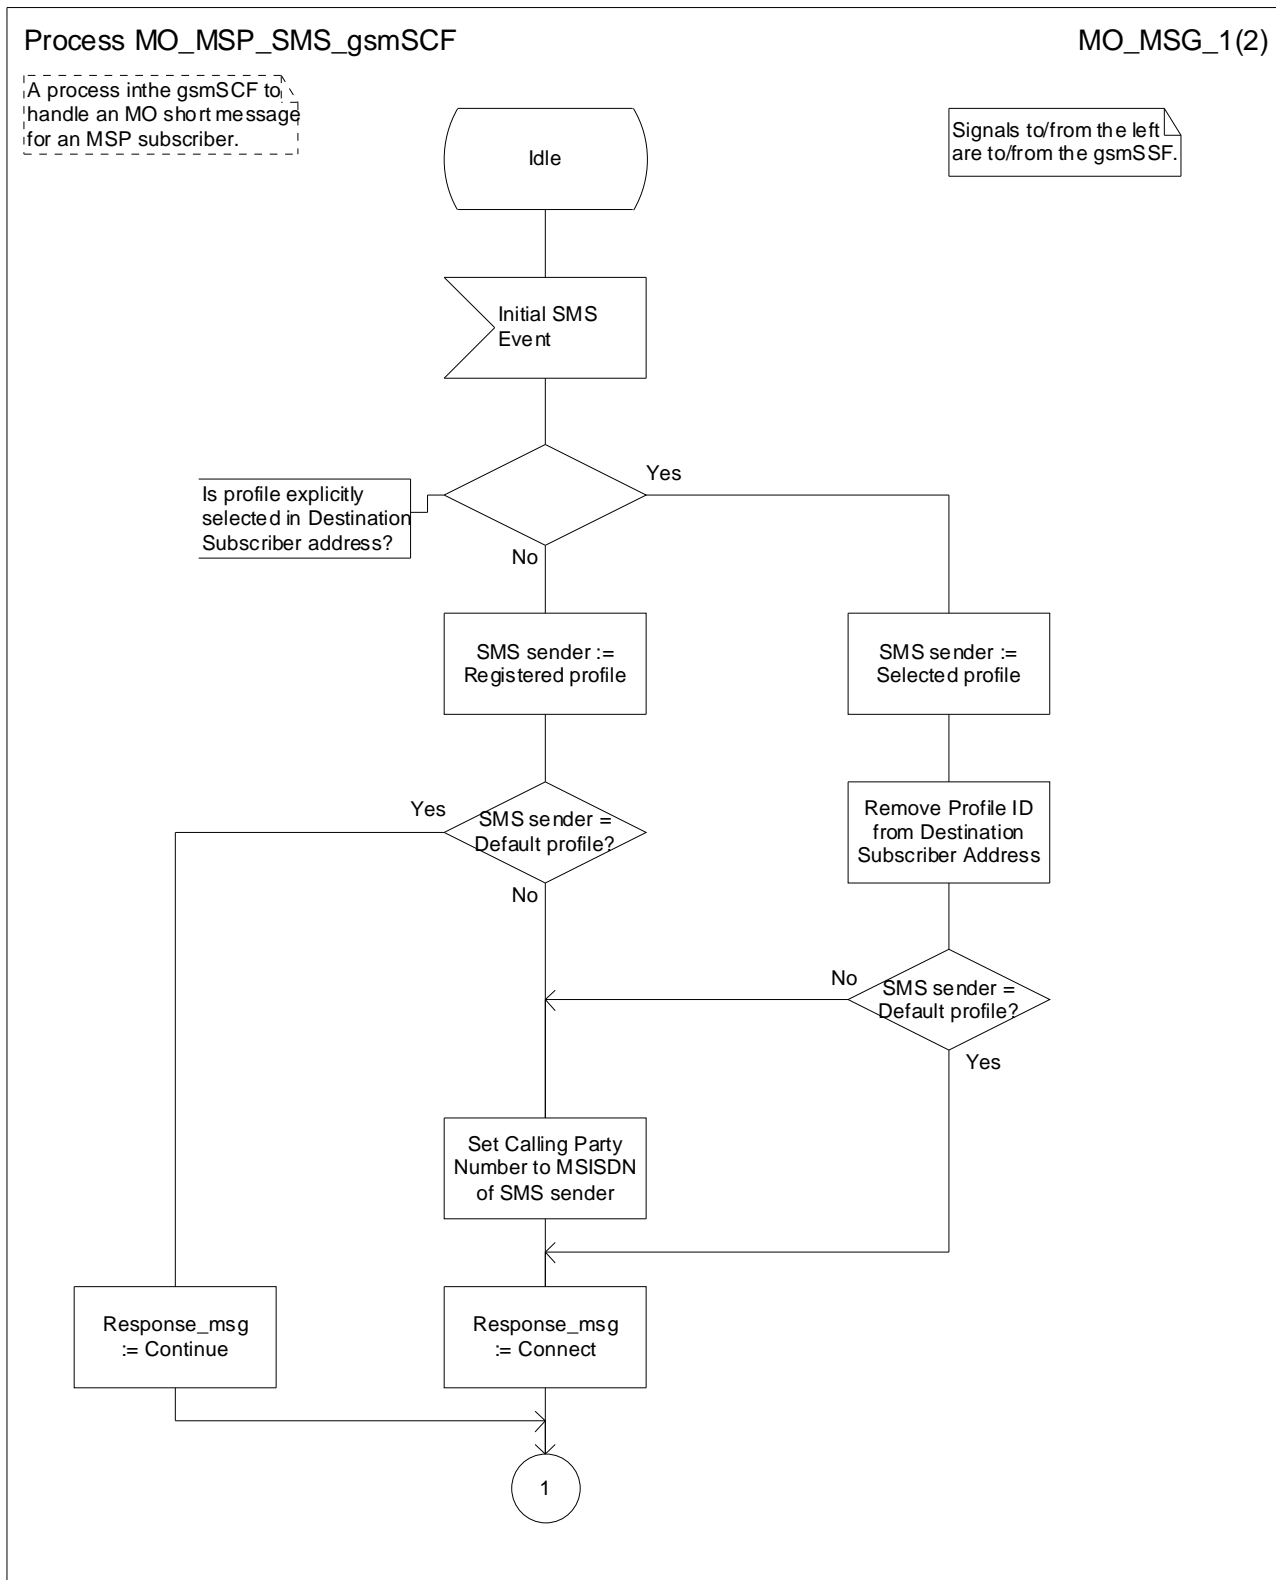 Process MO_MSP_SMS_gsmSCF
MO_MSG_1(2)
A process inthe gsmSCF to
handle an MO short message
for an MSP subscriber.
Signals to/from the left
are to/from the gsmSSF.
Idle
Initial SMS
Event
Is profile explicitly
selected in Destination
Subscriber address?
Yes
No
SMS sender :=
Registered profile
SMS sender :=
Selected profile
Yes
SMS sender =
Default profile?
No
Remove Profile ID
from Destination
Subscriber Address
No
SMS sender =
Default profile?
Yes
Set Calling Party
Number to MSISDN
of SMS sender
Response_msg
:= Continue
Response_msg
:= Connect
1